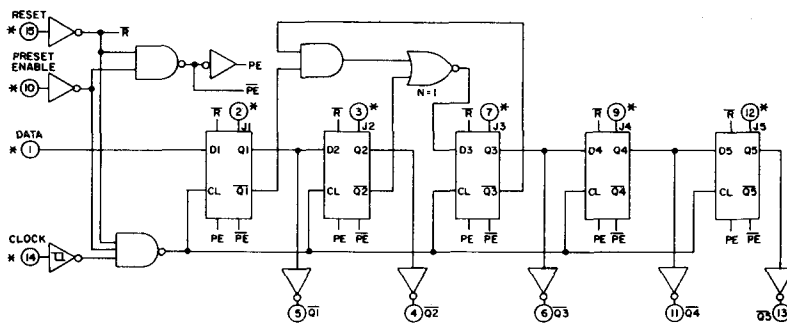 RESET
* 15
R̅
PRESET
ENABLE
* 10
PE
P̅E̅
N=1
R̅ 2 *
J1
R̅ 3 *
J2
R̅ 7 *
J3
R̅ 9 *
J4
R̅ 12 *
J5
DATA
* 1
D1 Q1
D2 Q2
D3 Q3
D4 Q4
D5 Q5
CL Q̅1̅
CL Q̅2̅
CL Q̅3̅
CL Q̅4̅
CL Q̅5̅
PE P̅E̅
PE P̅E̅
PE P̅E̅
PE P̅E̅
PE P̅E̅
CLOCK
* 14
5 Q̅1̅
4 Q̅2̅
6 Q̅3̅
11 Q̅4̅
Q̅5̅ 13